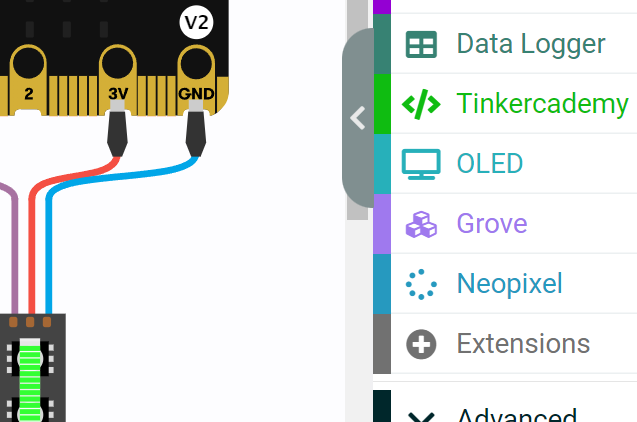 V2
2
3V
GND
Data Logger
Tinkercademy
OLED
Grove
Neopixel
Extensions
Advanced